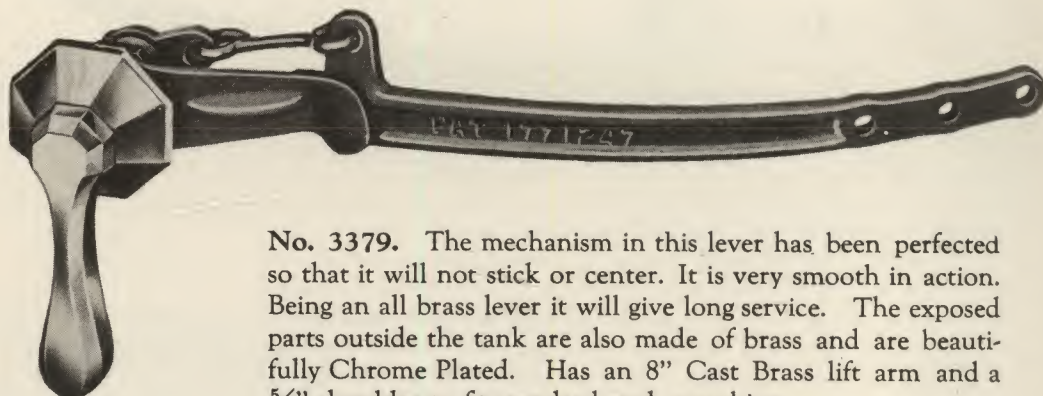 PAT 1771247
No. 3379. The mechanism in this lever has been perfected
so that it will not stick or center. It is very smooth in action.
Being an all brass lever it will give long service. The exposed
parts outside the tank are also made of brass and are beauti-
fully Chrome Plated. Has an 8” Cast Brass lift arm and a